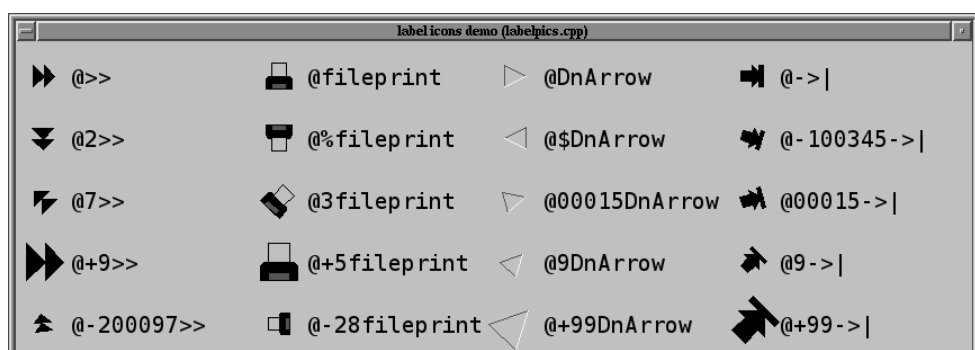 label icons demo (labelpics.cpp)
@>> @fileprint @DnArrow @->|
@2>> @%fileprint @$DnArrow @-100345->|
@7>> @3fileprint @00015DnArrow @00015->|
@+9>> @+5fileprint @9DnArrow @9->|
@-200097>> @-28fileprint @+99DnArrow @+99->|